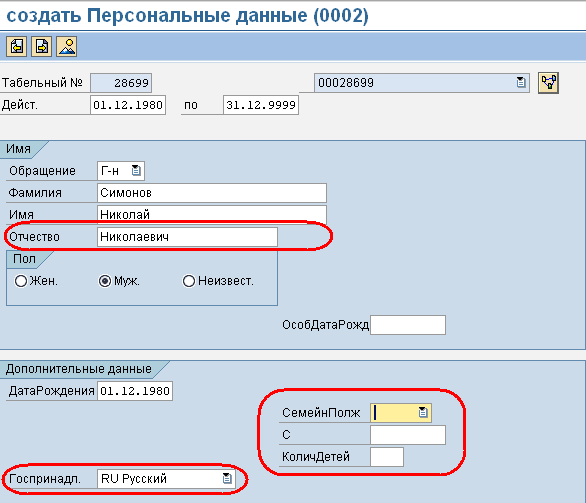 создать Персональные данные (0002)
Табельный № 28699 00028699
Дейст. 01.12.1980 по 31.12.9999
Имя
Обращение Г-н
Фамилия Симонов
Имя Николай
Отчество Николаевич
Пол
Жен. Муж. Неизвест.
ОсобДатаРожд
Дополнительные данные
ДатаРождения 01.12.1980
СемейнПолж
С
КоличДетей
Госпринадл. RU Русский